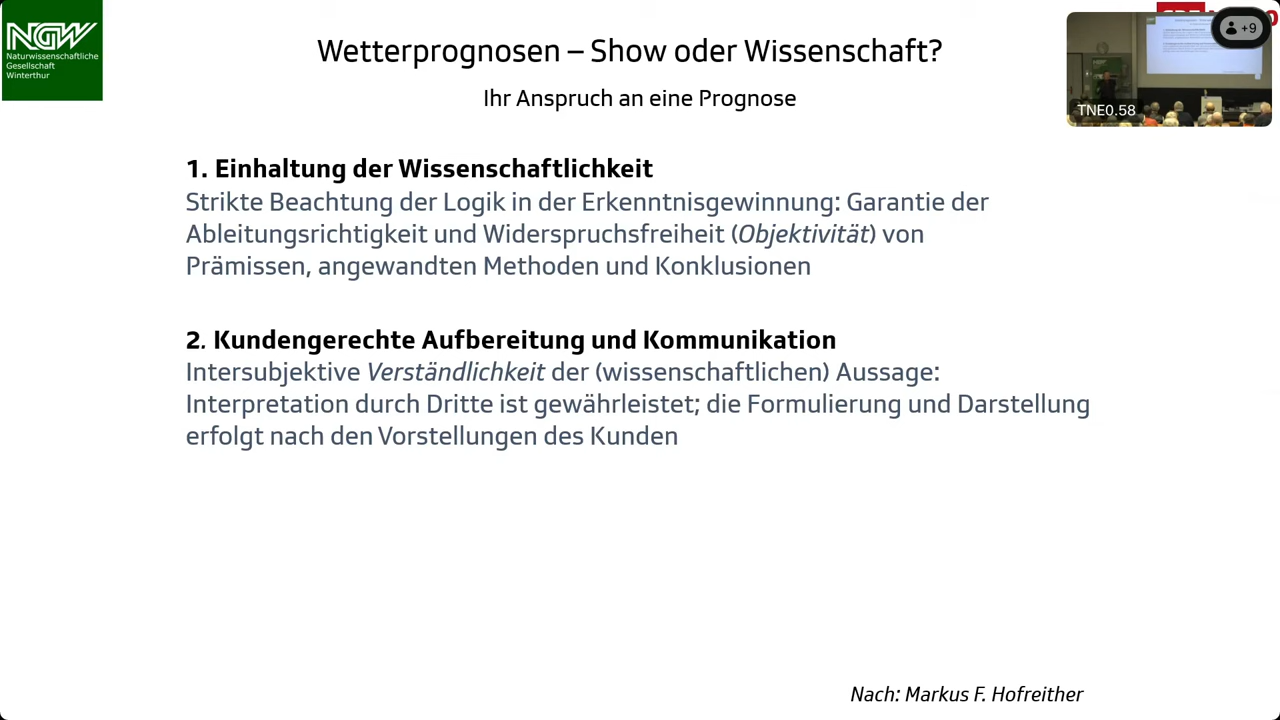 NGW
Naturwissenschaftliche
Gesellschaft
Winterthur
Wetterprognosen – Show oder Wissenschaft?
Ihr Anspruch an eine Prognose
+9
TNE0.58
1. Einhaltung der Wissenschaftlichkeit
Strikte Beachtung der Logik in der Erkenntnisgewinnung: Garantie der
Ableitungsrichtigkeit und Widerspruchsfreiheit (Objektivität) von
Prämissen, angewandten Methoden und Konklusionen
2. Kundengerechte Aufbereitung und Kommunikation
Intersubjektive Verständlichkeit der (wissenschaftlichen) Aussage:
Interpretation durch Dritte ist gewährleistet; die Formulierung und Darstellung
erfolgt nach den Vorstellungen des Kunden
Nach: Markus F. Hofreither